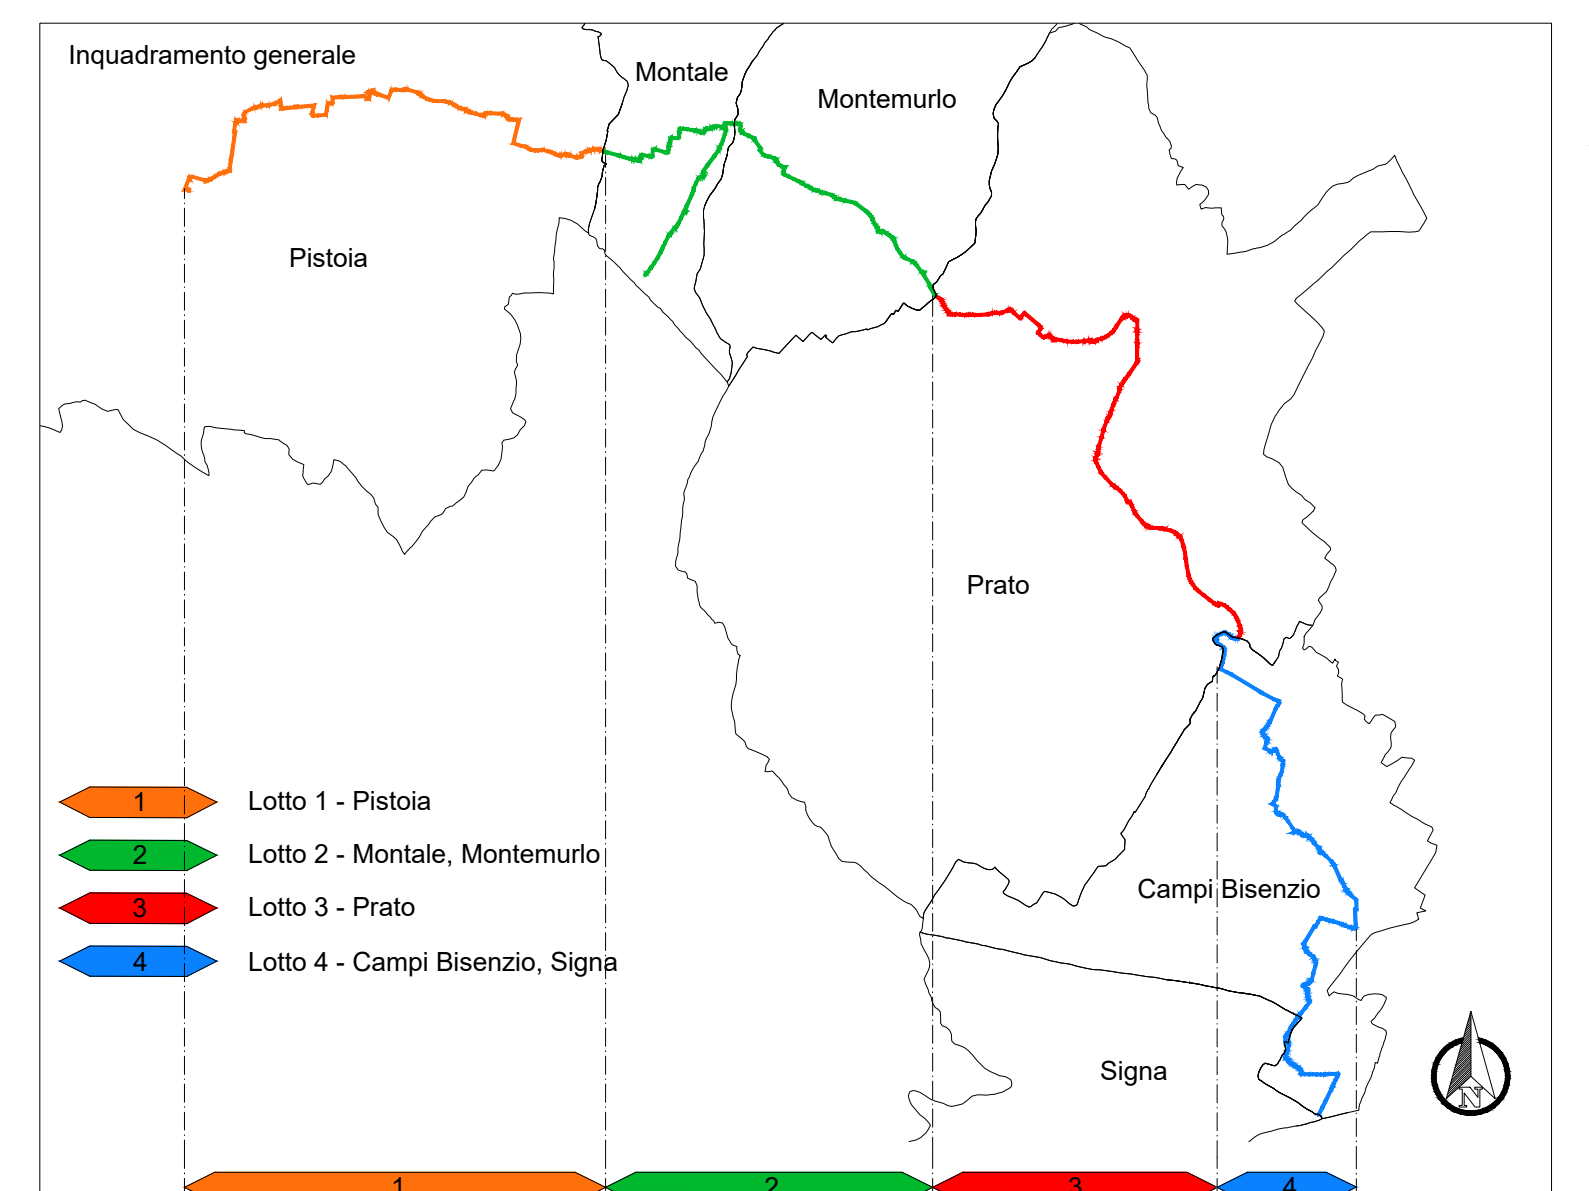 Inquadramento generale
Montale
Montemurlo
Pistoia
Prato
1 Lotto 1 - Pistoia
2 Lotto 2 - Montale, Montemurlo
3 Lotto 3 - Prato
4 Lotto 4 - Campi Bisenzio, Signa
Campi Bisenzio
Signa
N
1 2 3 4